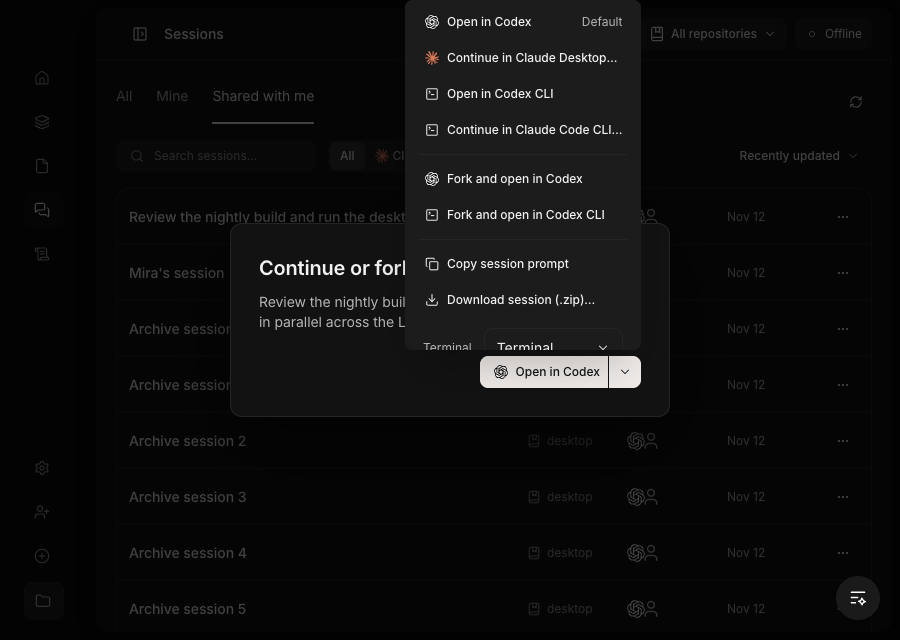 Sessions
All repositories
Offline
All
Mine
Shared with me
Search sessions...
All
Cl
Recently updated
Review the nightly build and run the deskt
Nov 12
Mira's session
Nov 12
Archive session
Nov 12
Archive session
Nov 12
Archive session 2
desktop
Nov 12
Archive session 3
desktop
Nov 12
Archive session 4
desktop
Nov 12
Archive session 5
desktop
Nov 12
Continue or forl
Review the nightly buil
in parallel across the L
Open in Codex
Default
Continue in Claude Desktop...
Open in Codex CLI
Continue in Claude Code CLI...
Fork and open in Codex
Fork and open in Codex CLI
Copy session prompt
Download session (.zip)...
Terminal
Terminal
Open in Codex